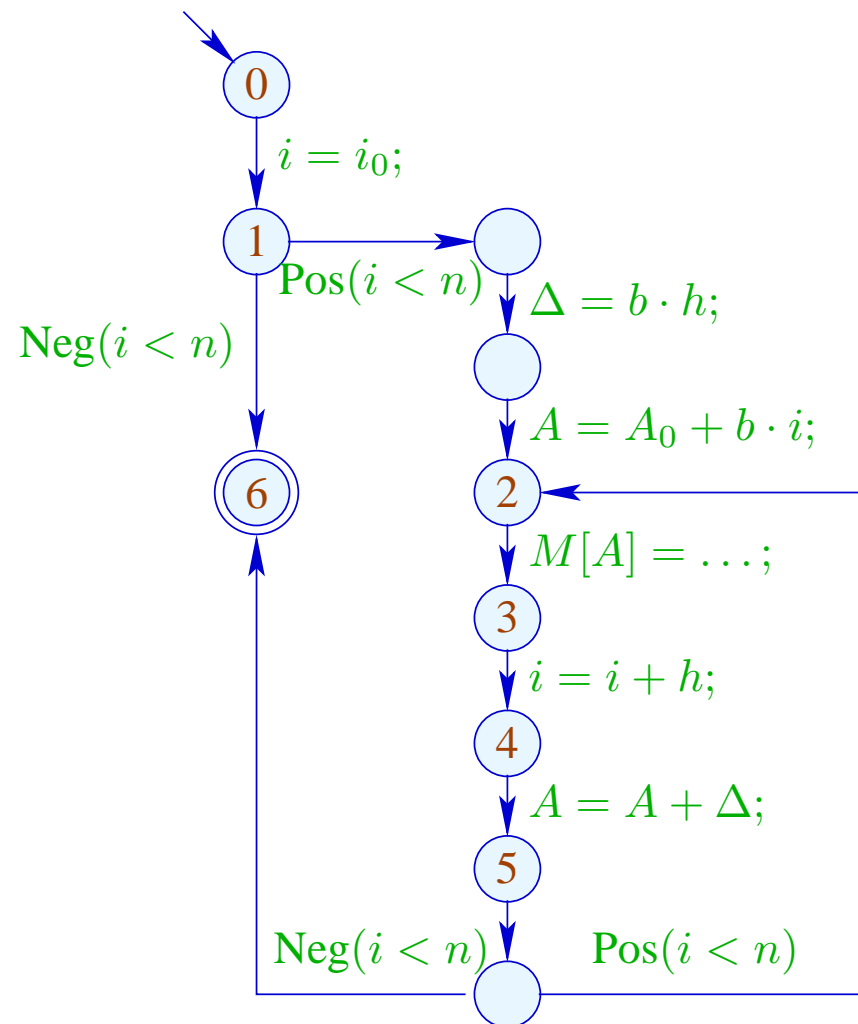 0
i = i₀;
1
Pos(i < n)
Δ = b · h;
Neg(i < n)
A = A₀ + b · i;
6
2
M[A] = . . . ;
3
i = i + h;
4
A = A + Δ;
5
Neg(i < n)
Pos(i < n)